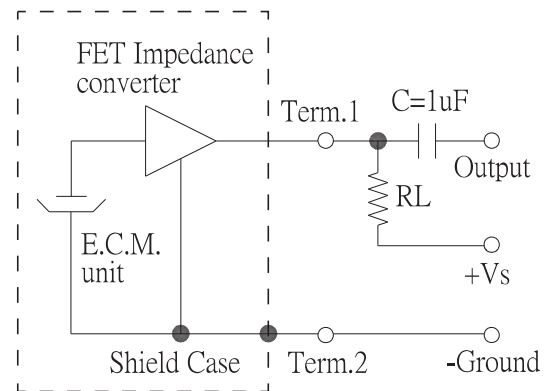 FET Impedance
converter
Term.1
C=1uF
Output
RL
E.C.M.
unit
+Vs
Shield Case
Term.2
-Ground